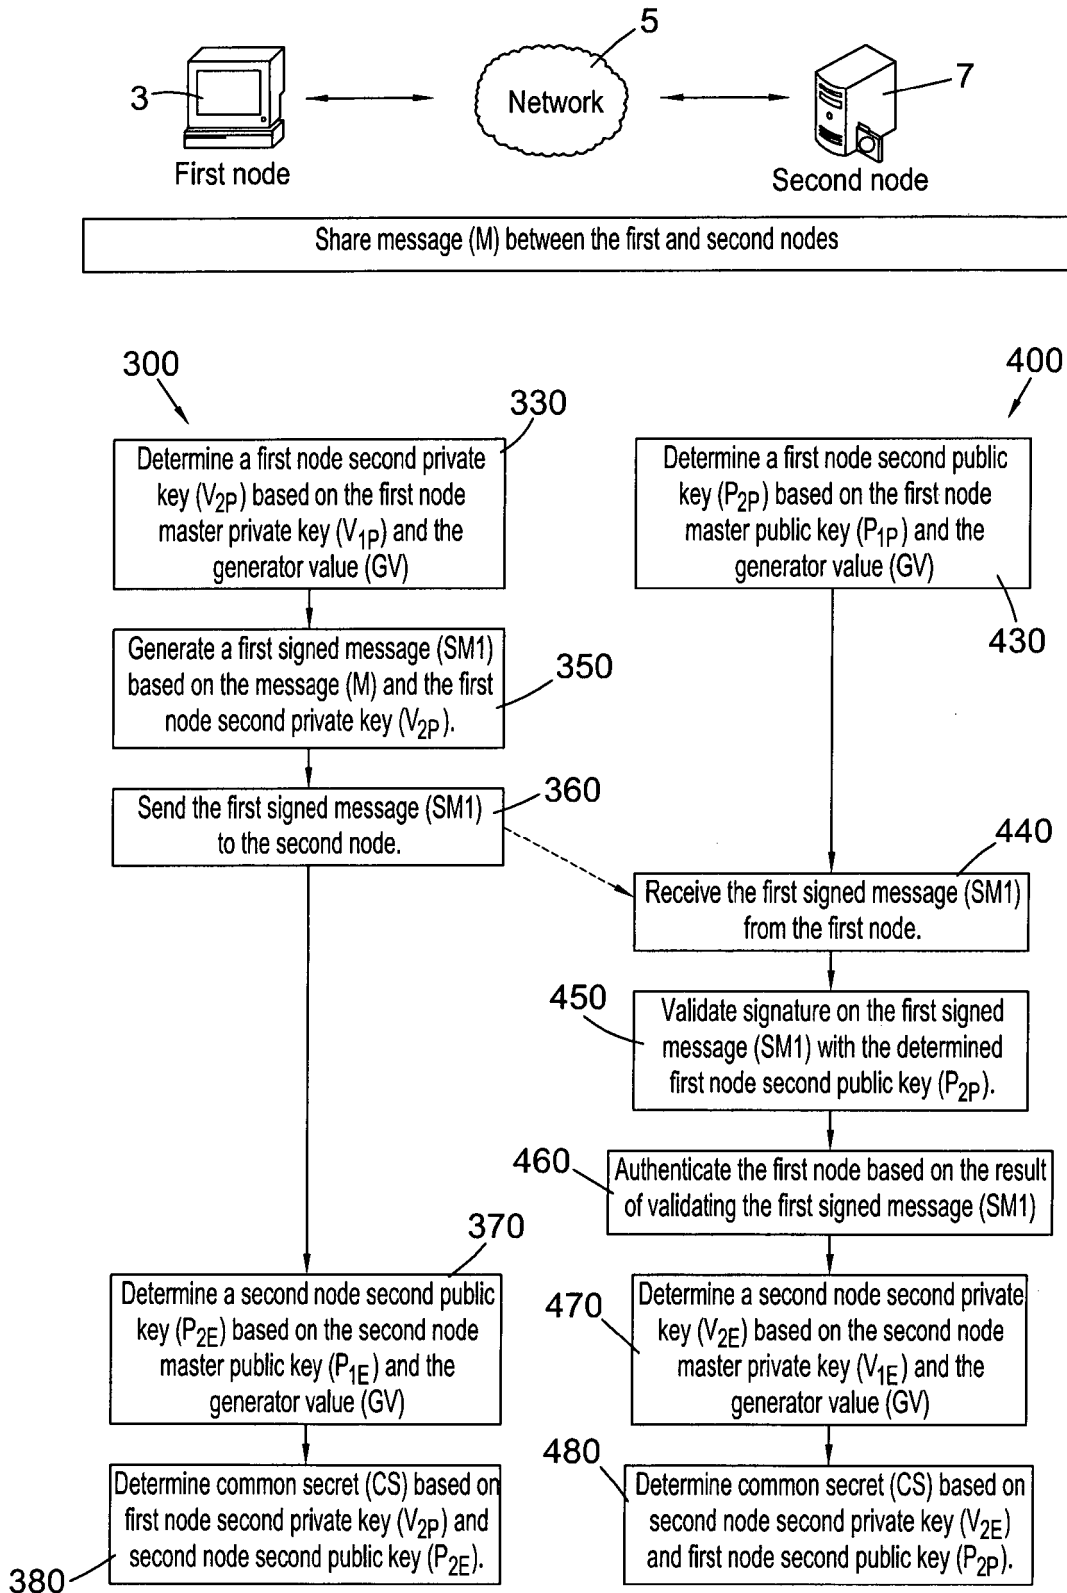 5
3
Network
7
First node
Second node
Share message (M) between the first and second nodes
300
400
330
Determine a first node second private
key (V2P) based on the first node
master private key (V1P) and the
generator value (GV)
Determine a first node second public
key (P2P) based on the first node
master public key (P1P) and the
generator value (GV)
430
Generate a first signed message (SM1)
based on the message (M) and the first
node second private key (V2P).
350
Send the first signed message (SM1)
to the second node.
360
440
Receive the first signed message (SM1)
from the first node.
450
Validate signature on the first signed
message (SM1) with the determined
first node second public key (P2P).
460
Authenticate the first node based on the result
of validating the first signed message (SM1)
370
Determine a second node second public
key (P2E) based on the second node
master public key (P1E) and the
generator value (GV)
470
Determine a second node second private
key (V2E) based on the second node
master private key (V1E) and the
generator value (GV)
Determine common secret (CS) based on
first node second private key (V2P) and
second node second public key (P2E).
380
480
Determine common secret (CS) based on
second node second private key (V2E)
and first node second public key (P2P).